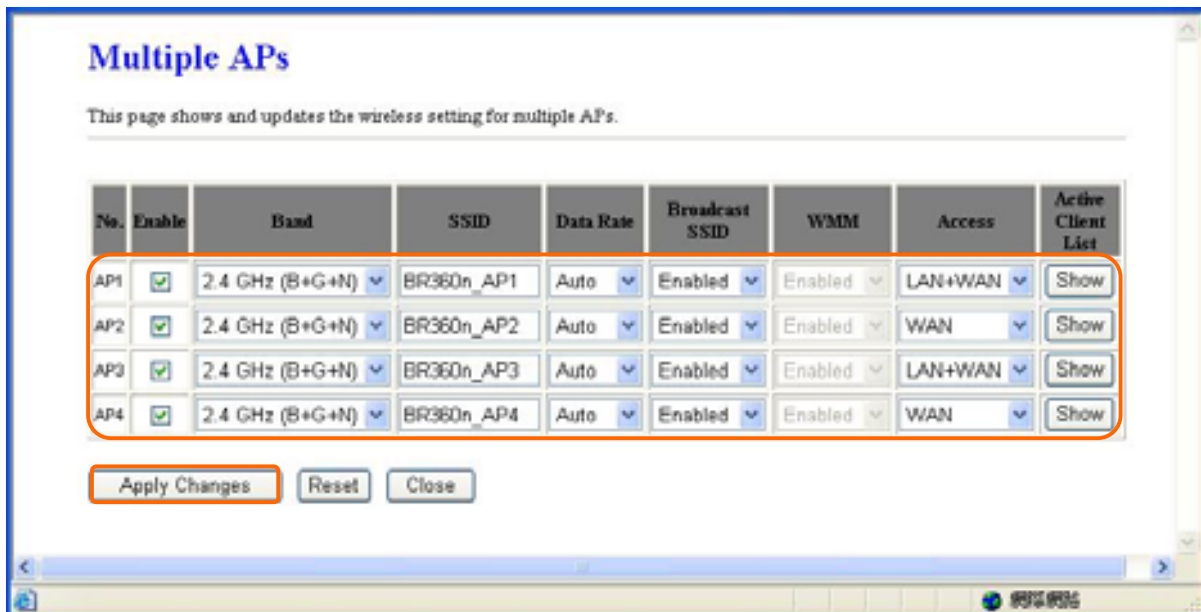 Multiple APs
This page shows and updates the wireless setting for multiple APs.
No. Enable Band SSID Data Rate Broadcast SSID WMM Access Active Client List
AP1 2.4 GHz (B+G+N) BR360n_AP1 Auto Enabled Enabled LAN+WAN Show
AP2 2.4 GHz (B+G+N) BR360n_AP2 Auto Enabled Enabled WAN Show
AP3 2.4 GHz (B+G+N) BR360n_AP3 Auto Enabled Enabled LAN+WAN Show
AP4 2.4 GHz (B+G+N) BR360n_AP4 Auto Enabled Enabled WAN Show
Apply Changes Reset Close